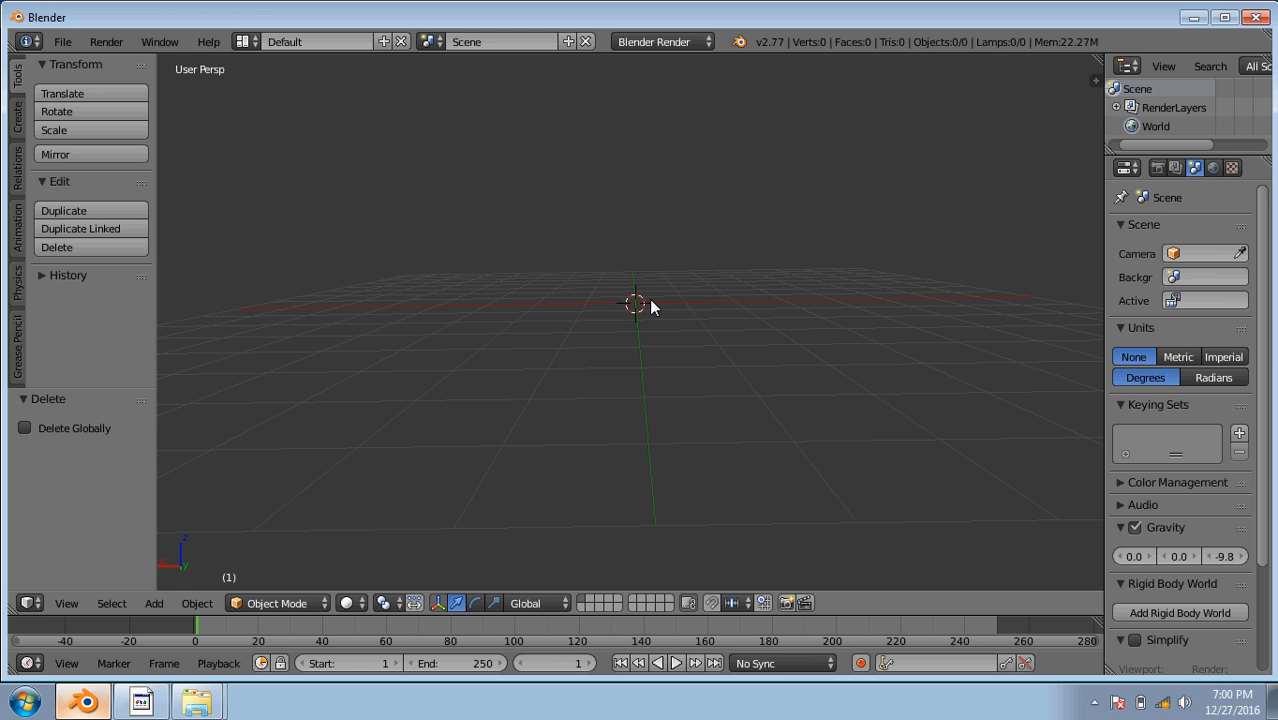 Blender
File Render Window Help Default Scene Blender Render v2.77 | Verts:0 | Faces:0 | Tris:0 | Objects:0/0 | Lamps:0/0 | Mem:22.27M
Tools
Create
Relations
Animation
Physics
Grease Pencil
Transform
Translate
Rotate
Scale
Mirror
Edit
Duplicate
Duplicate Linked
Delete
History
Delete
Delete Globally
User Persp
z
y
(1)
View Select Add Object Object Mode Global
View Search All Sc
Scene
RenderLayers
World
Scene
Scene
Camera
Backgr
Active
Units
None Metric Imperial
Degrees Radians
Keying Sets
Color Management
Audio
Gravity
0.0 0.0 -9.8
Rigid Body World
Add Rigid Body World
Simplify
Viewport: Render:
-40 -20 0 20 40 60 80 100 120 140 160 180 200 220 240 260 280
View Marker Frame Playback Start: 1 End: 250 1 No Sync
7:00 PM
12/27/2016